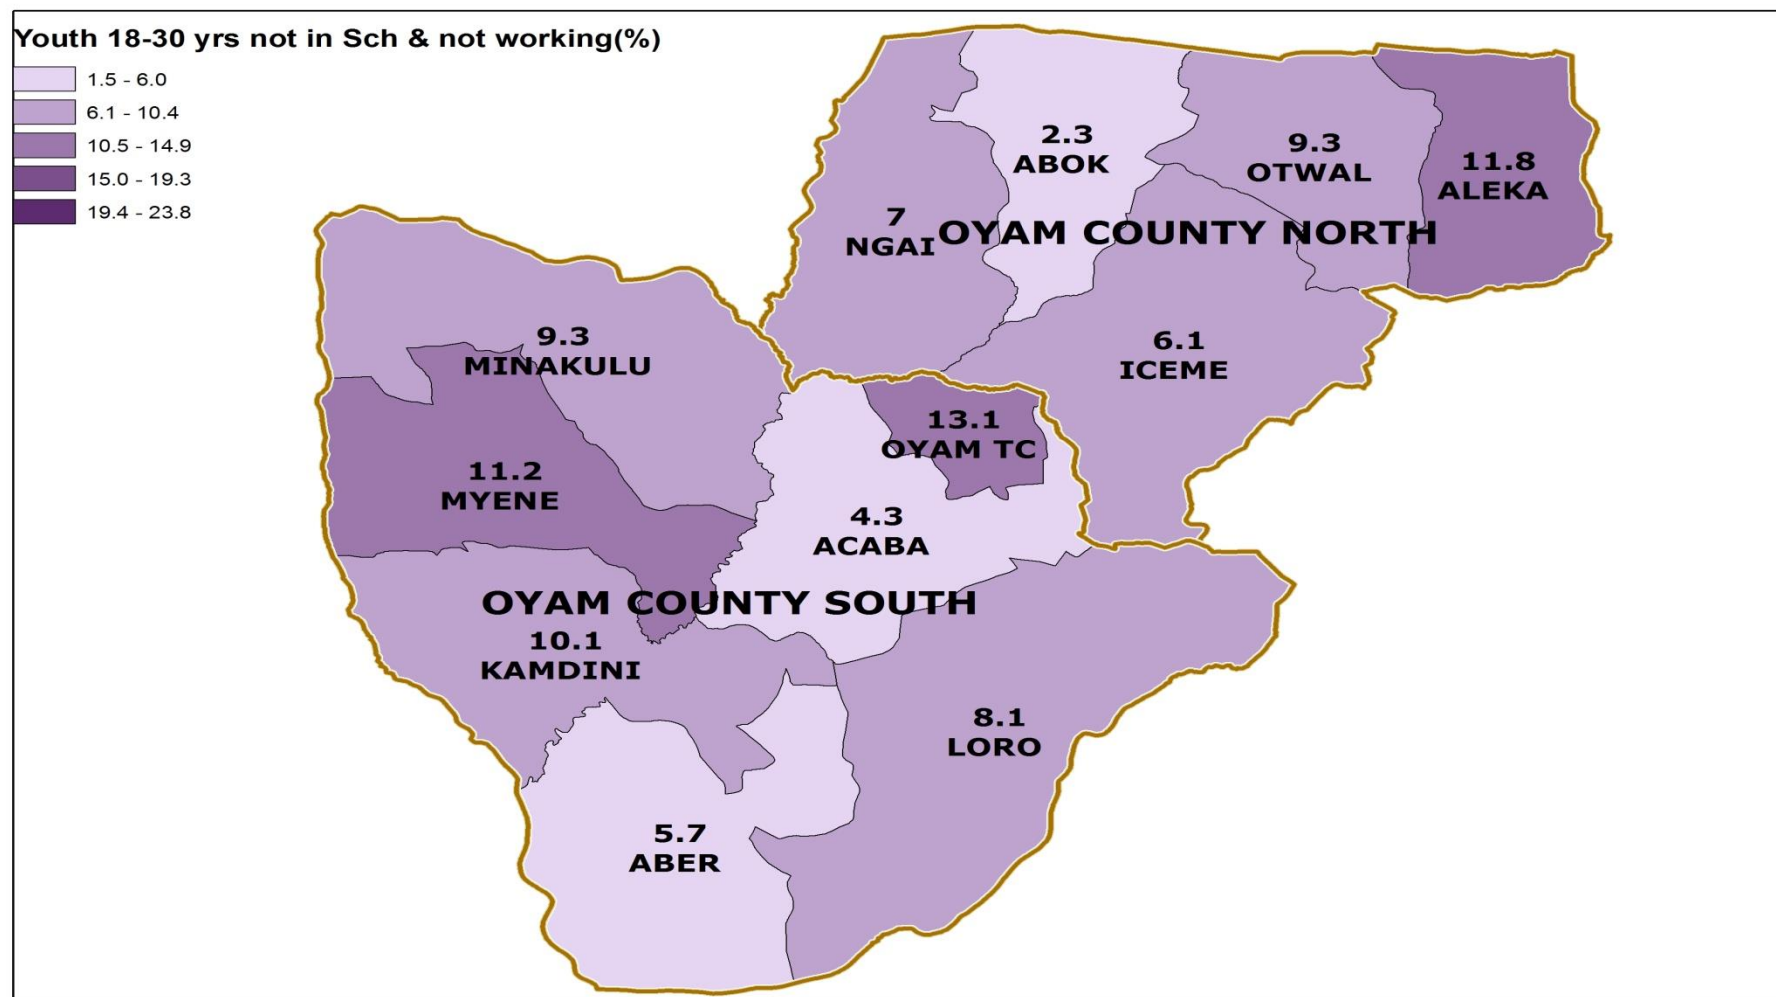 Youth 18-30 yrs not in Sch & not working(%)
1.5 - 6.0
6.1 - 10.4
10.5 - 14.9
15.0 - 19.3
19.4 - 23.8
2.3
ABOK
9.3
OTWAL
11.8
ALEKA
7
NGAI
OYAM COUNTY NORTH
9.3
MINAKULU
6.1
ICEME
13.1
OYAM TC
11.2
MYENE
4.3
ACABA
OYAM COUNTY SOUTH
10.1
KAMDINI
8.1
LORO
5.7
ABER